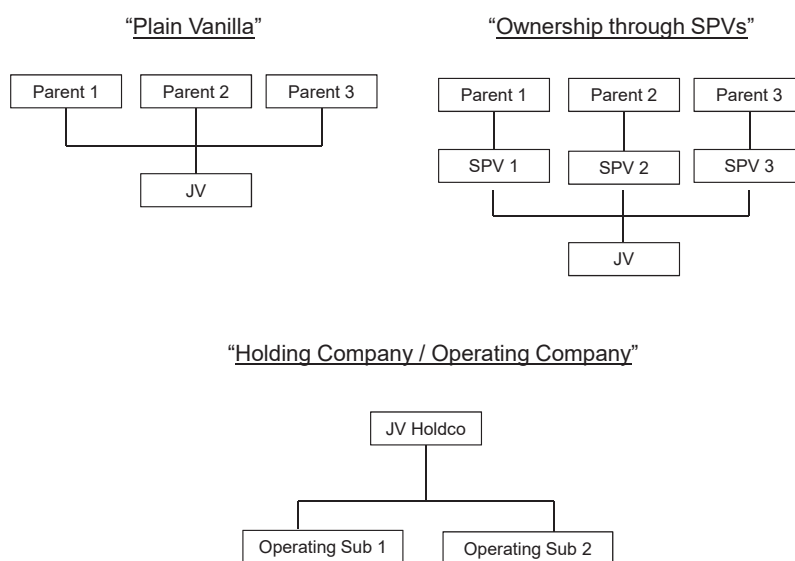 “Plain Vanilla”
Parent 1 Parent 2 Parent 3
JV
“Ownership through SPVs”
Parent 1 Parent 2 Parent 3
SPV 1 SPV 2 SPV 3
JV
“Holding Company / Operating Company”
JV Holdco
Operating Sub 1 Operating Sub 2